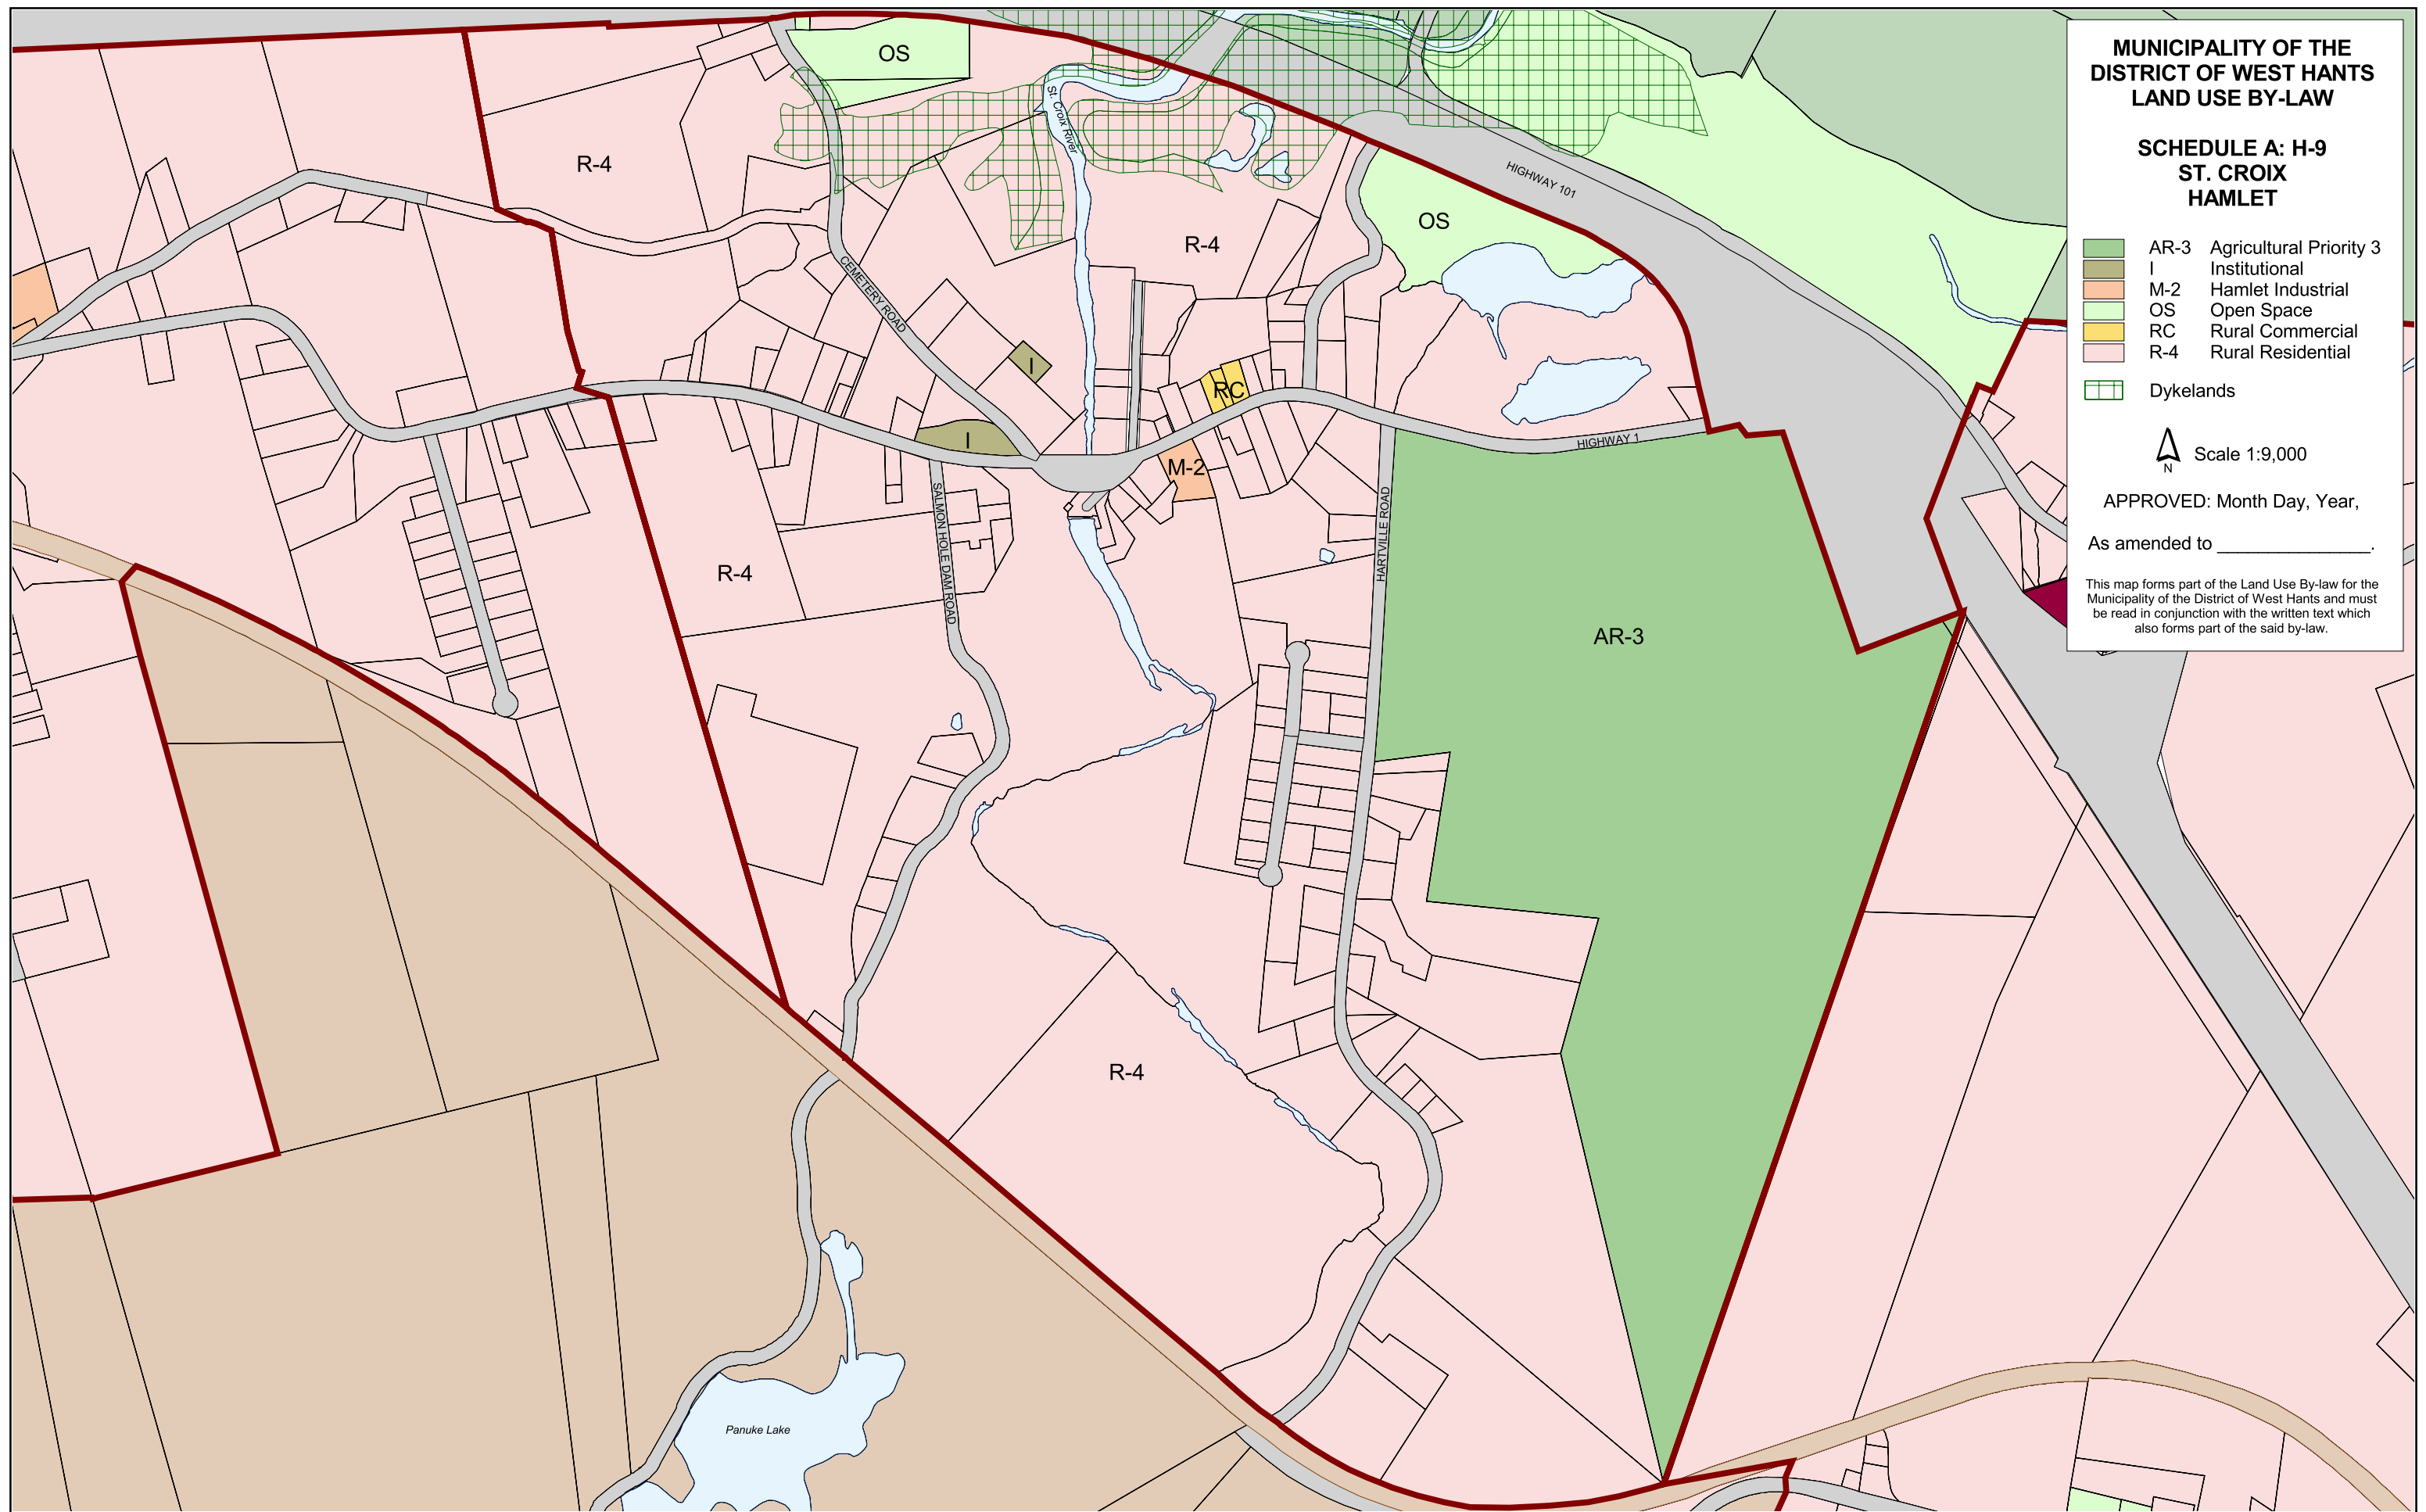 MUNICIPALITY OF THE
DISTRICT OF WEST HANTS
LAND USE BY-LAW
SCHEDULE A: H-9
ST. CROIX
HAMLET
AR-3 Agricultural Priority 3
I Institutional
M-2 Hamlet Industrial
OS Open Space
RC Rural Commercial
R-4 Rural Residential
Dykelands
N
Scale 1:9,000
APPROVED: Month Day, Year,
As amended to _______________.
This map forms part of the Land Use By-law for the
Municipality of the District of West Hants and must
be read in conjunction with the written text which
also forms part of the said by-law.
OS
St. Croix River
R-4
HIGHWAY 101
OS
R-4
CEMETERY ROAD
I
RC
I
HIGHWAY 1
M-2
SALMON HOLE DAM ROAD
HARTVILLE ROAD
R-4
AR-3
R-4
Panuke Lake